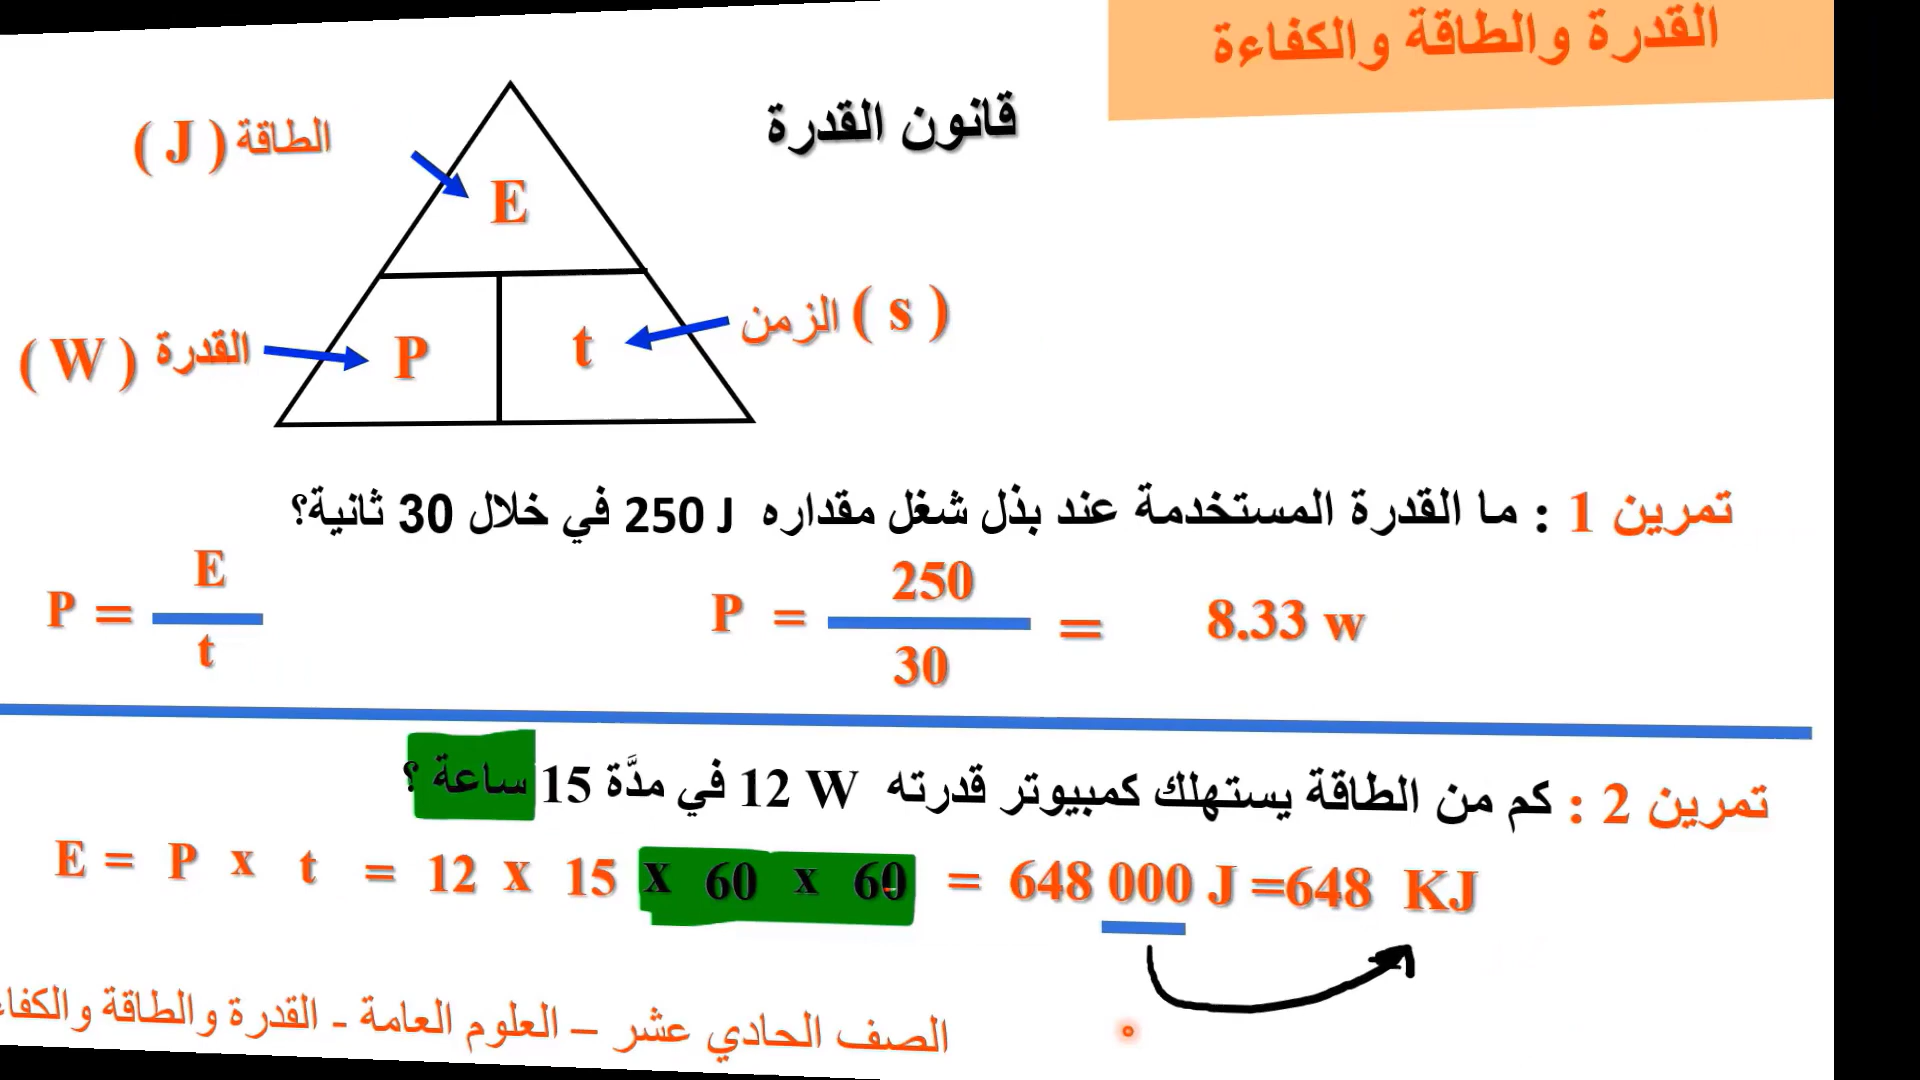 القدرة والطاقة والكفاءة
قانون القدرة
الطاقة ( J )
E
القدرة ( W )
P
t
الزمن ( s )
تمرين 1 : ما القدرة المستخدمة عند بذل شغل مقداره 250 J في خلال 30 ثانية؟
P = E / t
P = 250 / 30 = 8.33 w
تمرين 2 : كم من الطاقة يستهلك كمبيوتر قدرته 12 W في مدَّة 15 ساعة ؟
E = P x t = 12 x 15 x 60 x 60 = 648 000 J =648 KJ
الصف الحادي عشر – العلوم العامة - القدرة والطاقة